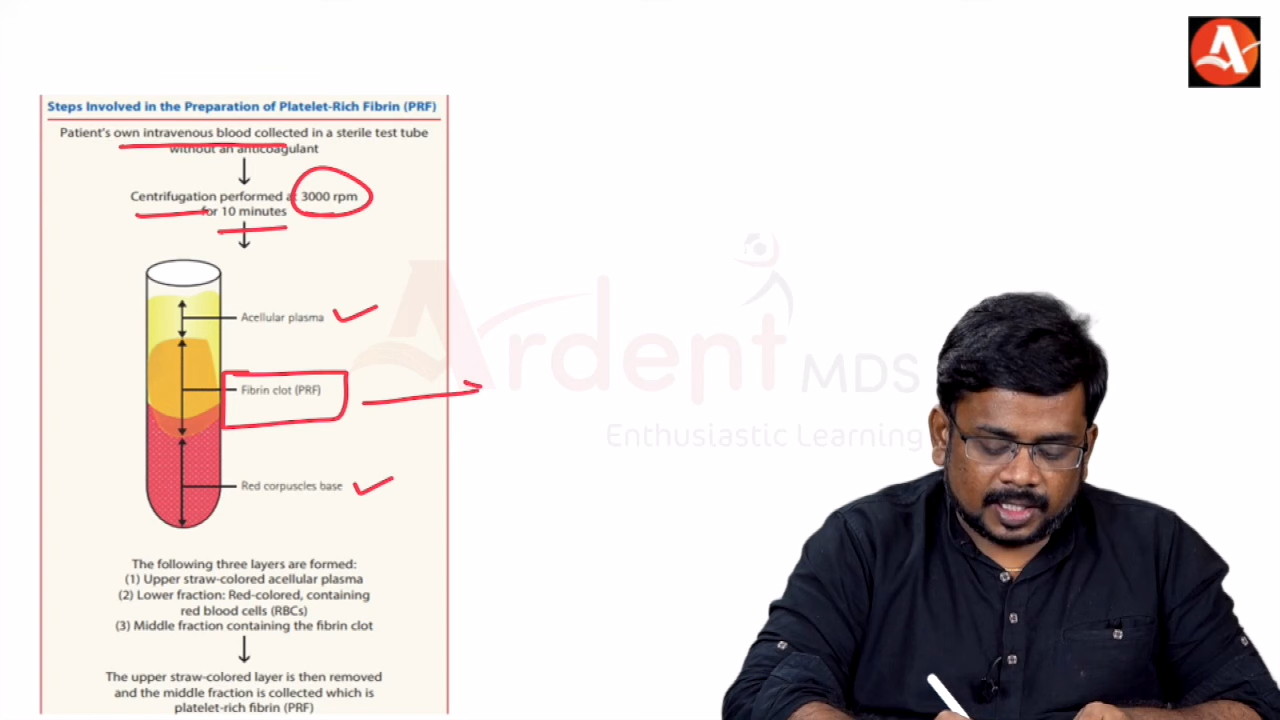 Steps Involved in the Preparation of Platelet-Rich Fibrin (PRF)
Patient's own intravenous blood collected in a sterile test tube
without an anticoagulant
Centrifugation performed at 3000 rpm
for 10 minutes
Acellular plasma
Fibrin clot (PRF)
Red corpuscles base
The following three layers are formed:
(1) Upper straw-colored acellular plasma
(2) Lower fraction: Red-colored, containing
red blood cells (RBCs)
(3) Middle fraction containing the fibrin clot
The upper straw-colored layer is then removed
and the middle fraction is collected which is
platelet-rich fibrin (PRF)
Ardent MDS
Enthusiastic Learning
A